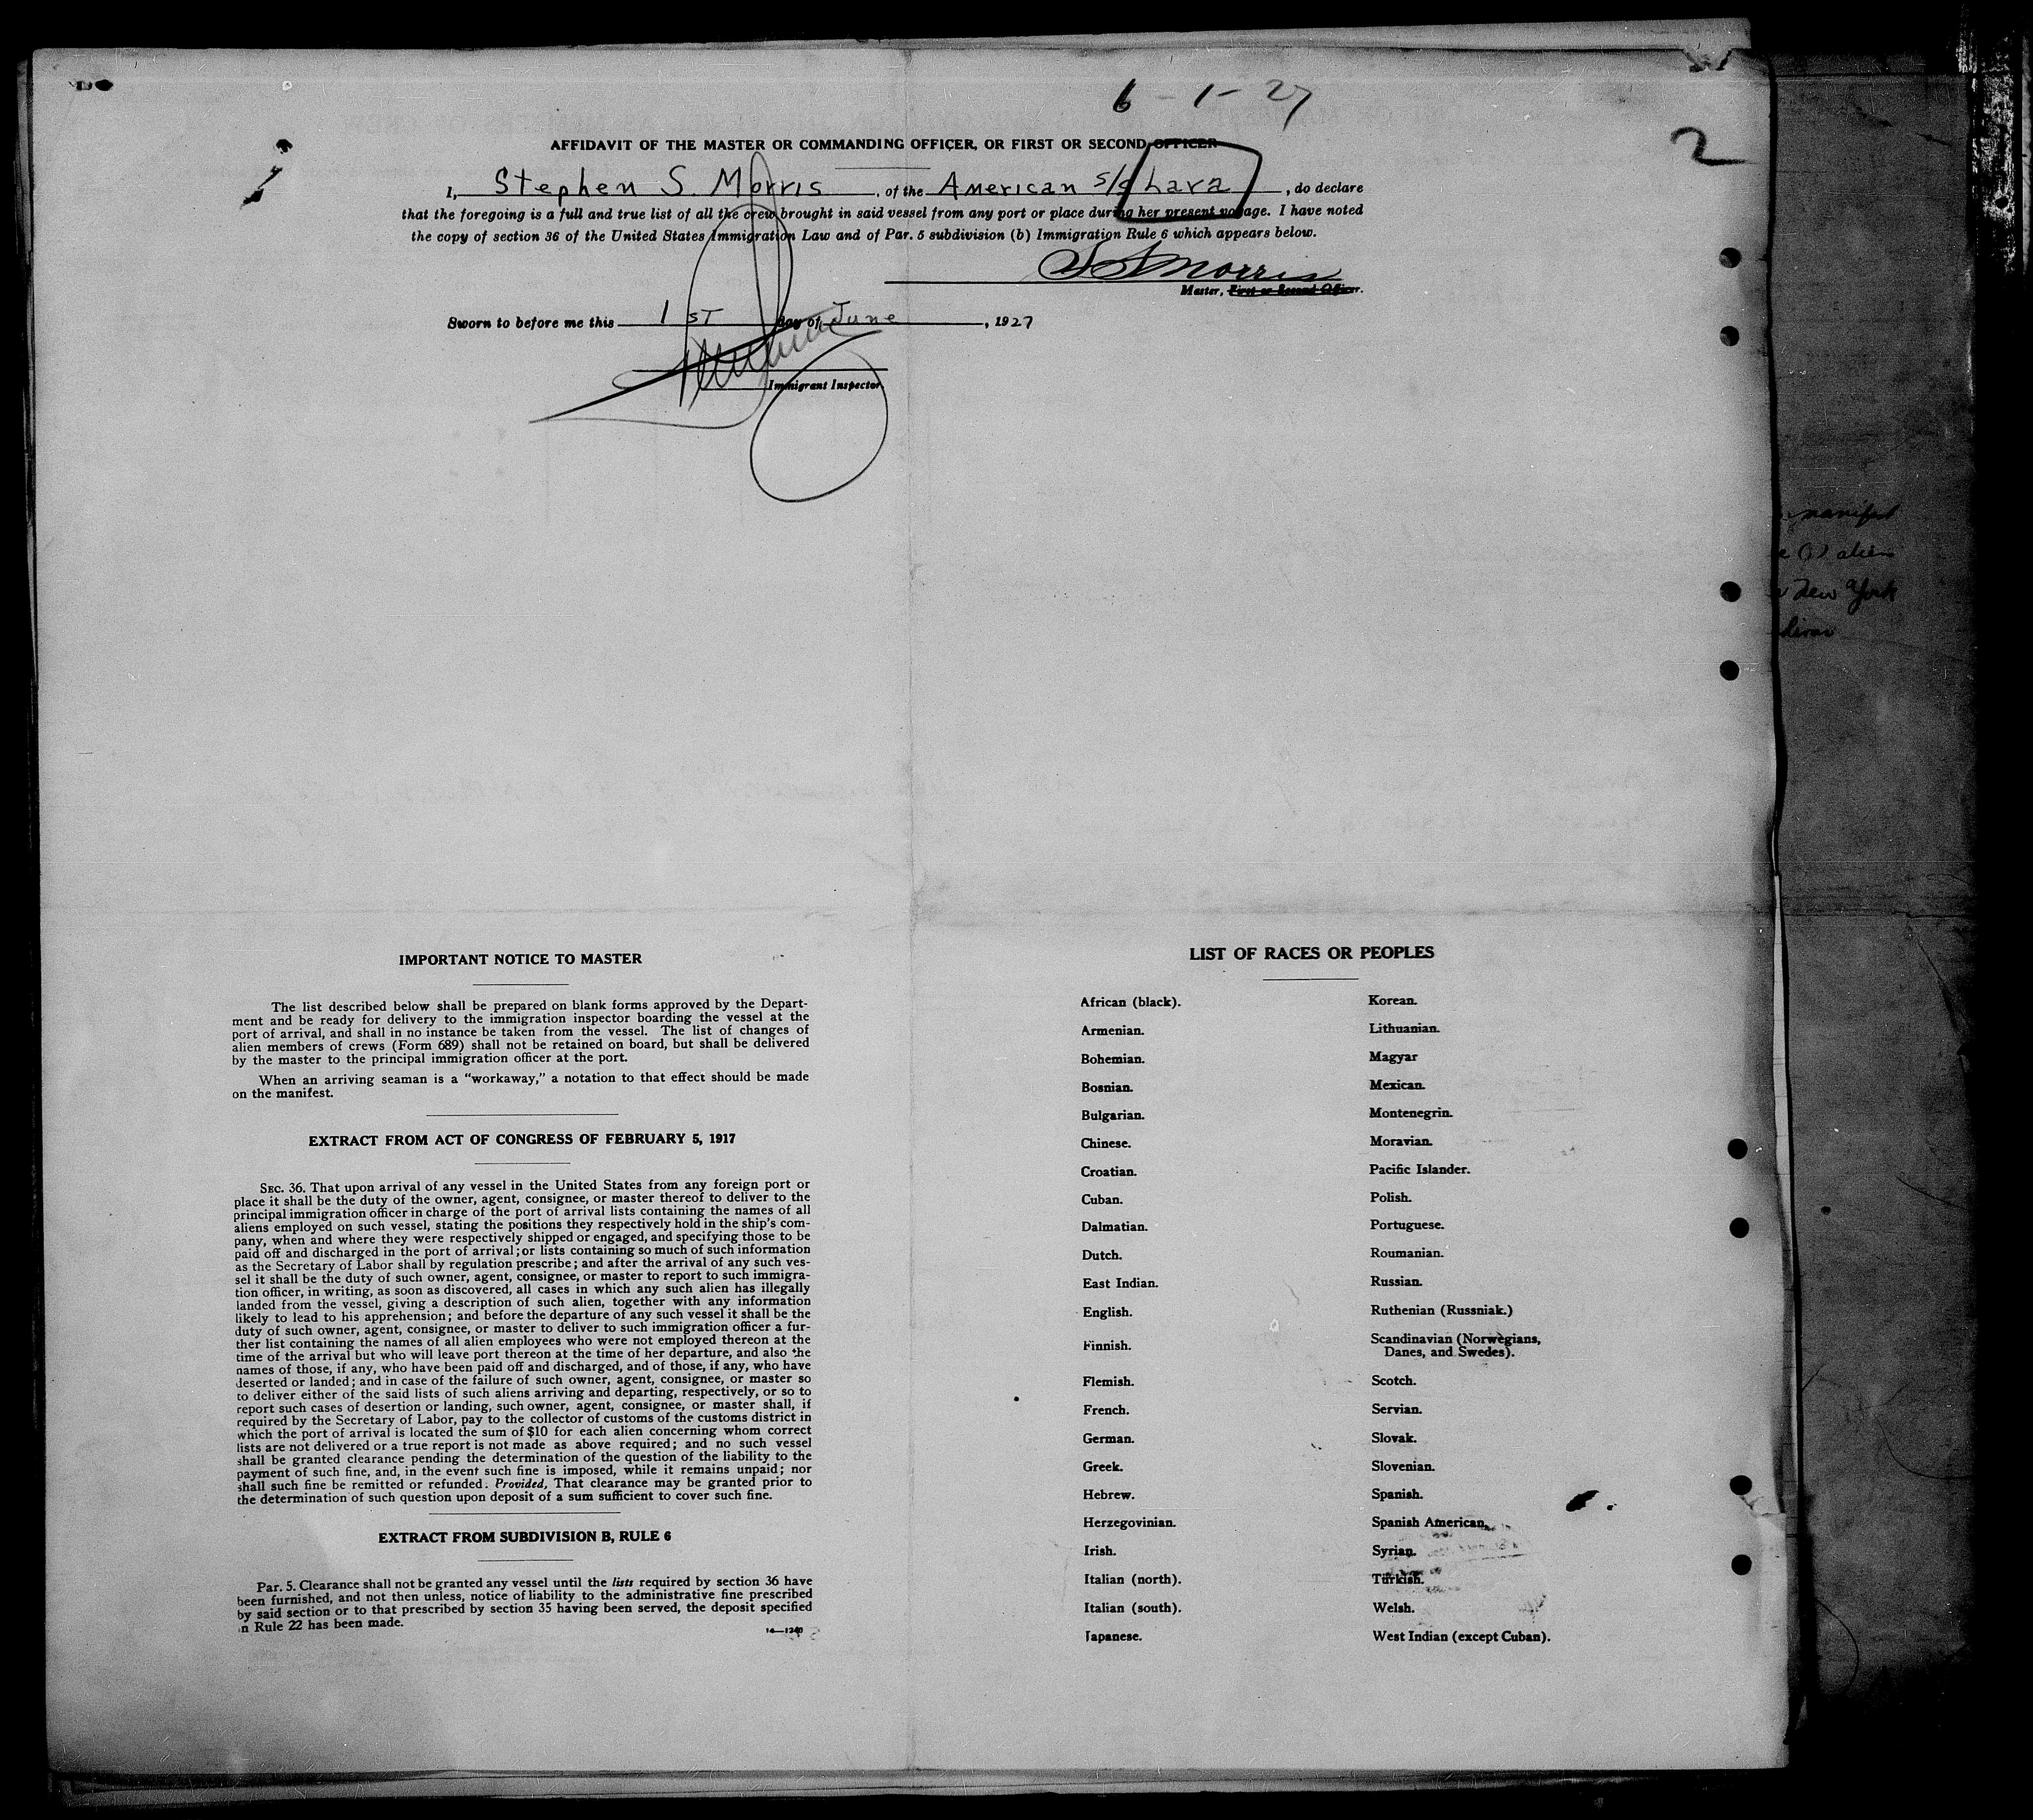 6-1-27
2
AFFIDAVIT OF THE MASTER OR COMMANDING OFFICER, OR FIRST OR SECOND OFFICER
I, Stephen S. Morris, of the American s/s Lara, do declare
that the foregoing is a full and true list of all the crew brought in said vessel from any port or place during her present voyage. I have noted
the copy of section 36 of the United States Immigration Law and of Par. 5 subdivision (b) Immigration Rule 6 which appears below.
S S Morris
Master, First or Second Officer.
Sworn to before me this 1 ST day of June, 1927
Immigrant Inspector.
manifest
alien
New York
IMPORTANT NOTICE TO MASTER
The list described below shall be prepared on blank forms approved by the Depart-
ment and be ready for delivery to the immigration inspector boarding the vessel at the
port of arrival, and shall in no instance be taken from the vessel. The list of changes of
alien members of crews (Form 689) shall not be retained on board, but shall be delivered
by the master to the principal immigration officer at the port.
When an arriving seaman is a "workaway," a notation to that effect should be made
on the manifest.
EXTRACT FROM ACT OF CONGRESS OF FEBRUARY 5, 1917
SEC. 36. That upon arrival of any vessel in the United States from any foreign port or
place it shall be the duty of the owner, agent, consignee, or master thereof to deliver to the
principal immigration officer in charge of the port of arrival lists containing the names of all
aliens employed on such vessel, stating the positions they respectively hold in the ship's com-
pany, when and where they were respectively shipped or engaged, and specifying those to be
paid off and discharged in the port of arrival; or lists containing so much of such information
as the Secretary of Labor shall by regulation prescribe; and after the arrival of any such ves-
sel it shall be the duty of such owner, agent, consignee, or master to report to such immigra-
tion officer, in writing, as soon as discovered, all cases in which any such alien has illegally
landed from the vessel, giving a description of such alien, together with any information
likely to lead to his apprehension; and before the departure of any such vessel it shall be the
duty of such owner, agent, consignee, or master to deliver to such immigration officer a fur-
ther list containing the names of all alien employees who were not employed thereon at the
time of the arrival but who will leave port thereon at the time of her departure, and also the
names of those, if any, who have been paid off and discharged, and of those, if any, who have
deserted or landed; and in case of the failure of such owner, agent, consignee, or master so
to deliver either of the said lists of such aliens arriving and departing, respectively, or so to
report such cases of desertion or landing, such owner, agent, consignee, or master shall, if
required by the Secretary of Labor, pay to the collector of customs of the customs district in
which the port of arrival is located the sum of $10 for each alien concerning whom correct
lists are not delivered or a true report is not made as above required; and no such vessel
shall be granted clearance pending the determination of the question of the liability to the
payment of such fine, and, in the event such fine is imposed, while it remains unpaid; nor
shall such fine be remitted or refunded. Provided, That clearance may be granted prior to
the determination of such question upon deposit of a sum sufficient to cover such fine.
EXTRACT FROM SUBDIVISION B, RULE 6
Par. 5. Clearance shall not be granted any vessel until the lists required by section 36 have
been furnished, and not then unless, notice of liability to the administrative fine prescribed
by said section or to that prescribed by section 35 having been served, the deposit specified
in Rule 22 has been made.
14—1240
LIST OF RACES OR PEOPLES
African (black).
Armenian.
Bohemian.
Bosnian.
Bulgarian.
Chinese.
Croatian.
Cuban.
Dalmatian.
Dutch.
East Indian.
English.
Finnish.
Flemish.
French.
German.
Greek.
Hebrew.
Herzegovinian.
Irish.
Italian (north).
Italian (south).
Japanese.
Korean.
Lithuanian.
Magyar
Mexican.
Montenegrin.
Moravian.
Pacific Islander.
Polish.
Portuguese.
Roumanian.
Russian.
Ruthenian (Russniak.)
Scandinavian (Norwegians,
Danes, and Swedes).
Scotch.
Servian.
Slovak.
Slovenian.
Spanish.
Spanish American.
Syrian.
Turkish.
Welsh.
West Indian (except Cuban).